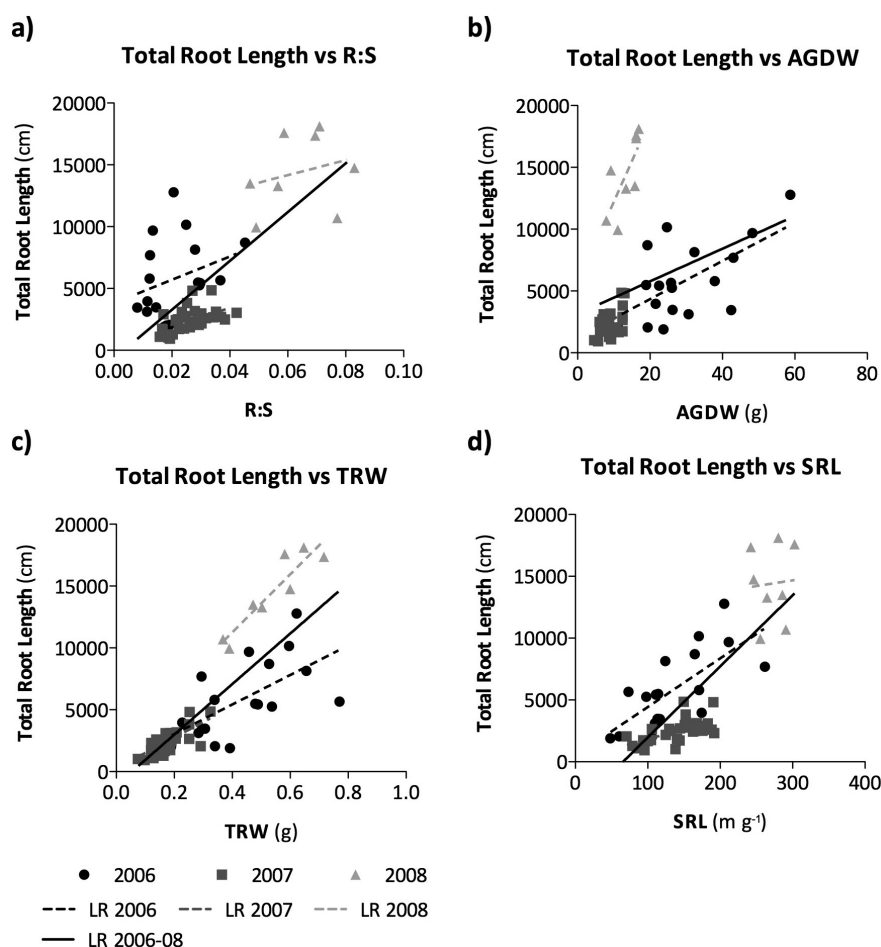 a)
Total Root Length vs R:S
Total Root Length (cm)
20000
15000
10000
5000
0
0.00 0.02 0.04 0.06 0.08 0.10
R:S
b)
Total Root Length vs AGDW
Total Root Length (cm)
20000
15000
10000
5000
0
0 20 40 60 80
AGDW (g)
c)
Total Root Length vs TRW
Total Root Length (cm)
20000
15000
10000
5000
0
0.0 0.2 0.4 0.6 0.8 1.0
TRW (g)
d)
Total Root Length vs SRL
Total Root Length (cm)
20000
15000
10000
5000
0
0 100 200 300 400
SRL (m g⁻¹)
2006 2007 2008
LR 2006 LR 2007 LR 2008
LR 2006-08